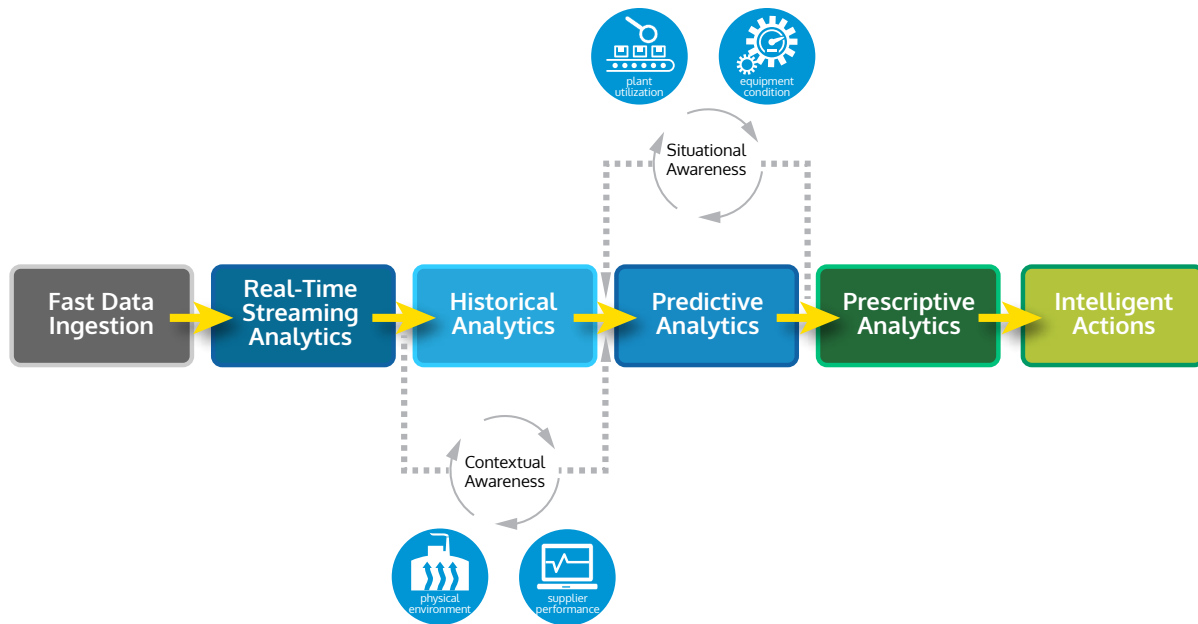 plant
utilization
equipment
condition
Situational
Awareness
Fast Data
Ingestion
Real-Time
Streaming
Analytics
Historical
Analytics
Predictive
Analytics
Prescriptive
Analytics
Intelligent
Actions
Contextual
Awareness
physical
environment
supplier
performance